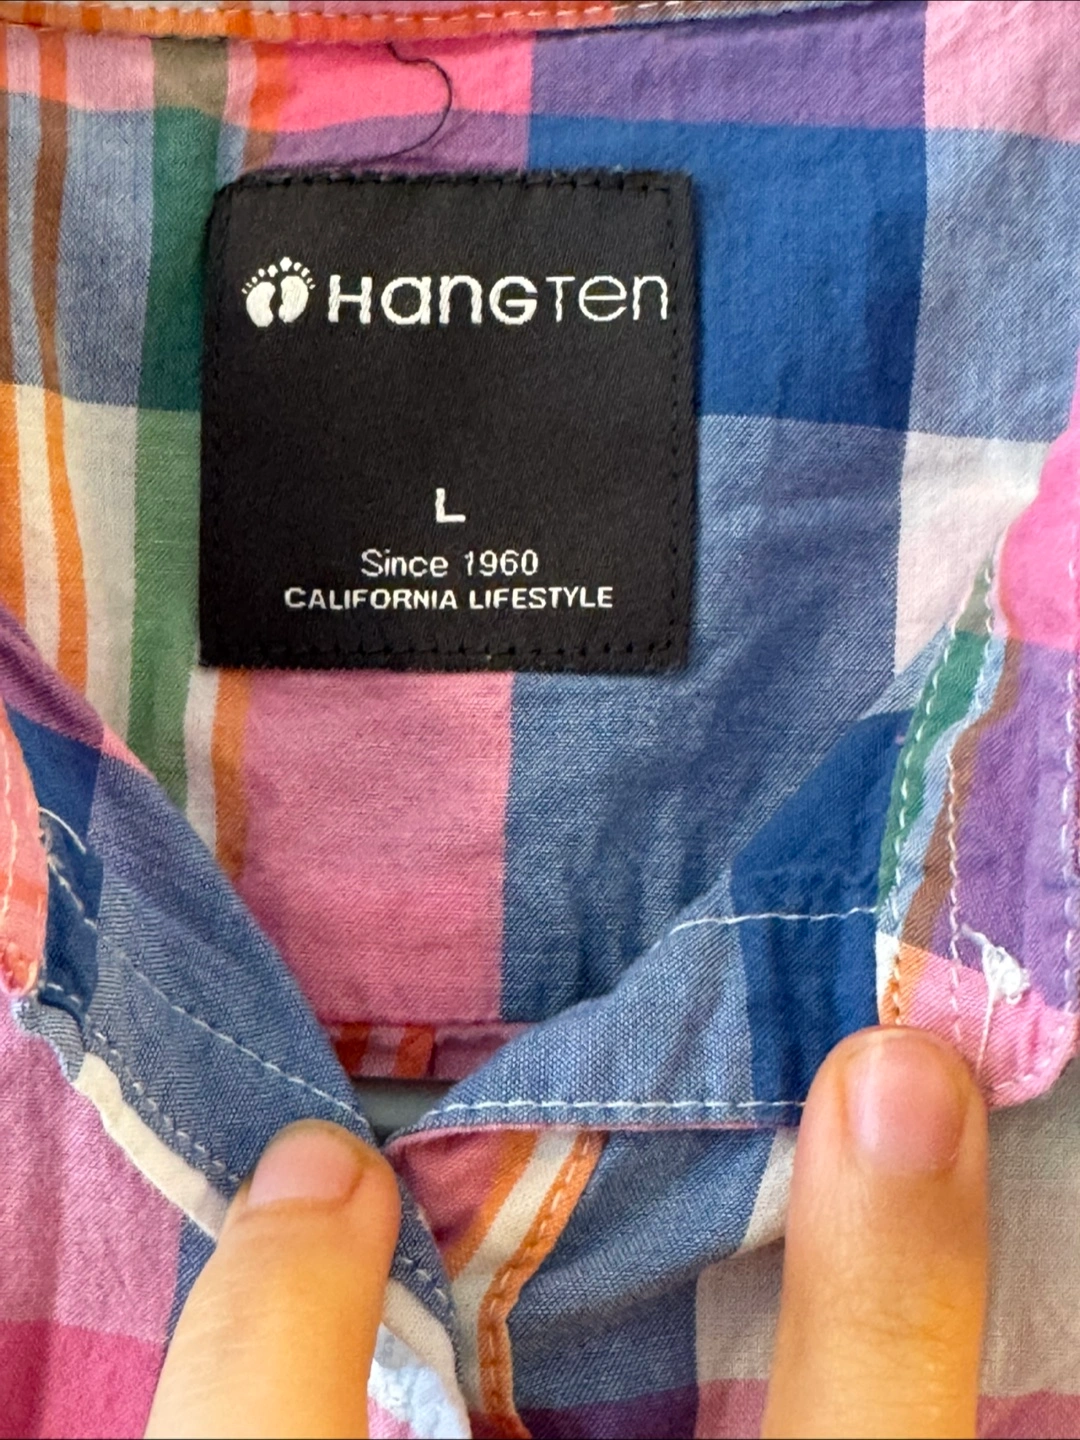 HangTen
L
Since 1960
CALIFORNIA LIFESTYLE